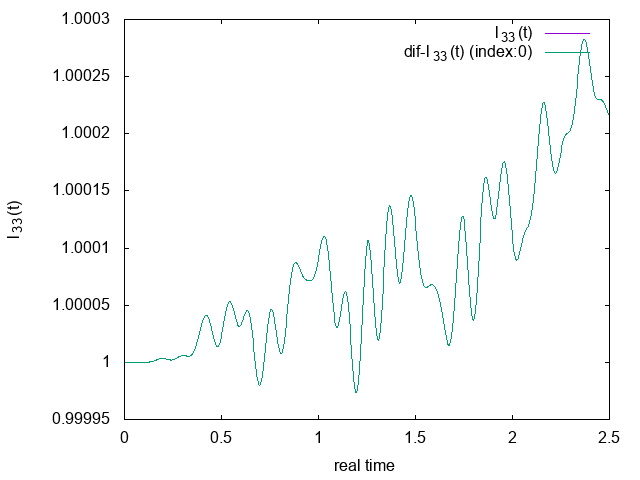 1.0003
1.00025
1.0002
1.00015
1.0001
1.00005
1
0.99995
I33(t)
dif-I33(t) (index:0)
I33(t)
0 0.5 1 1.5 2 2.5
real time